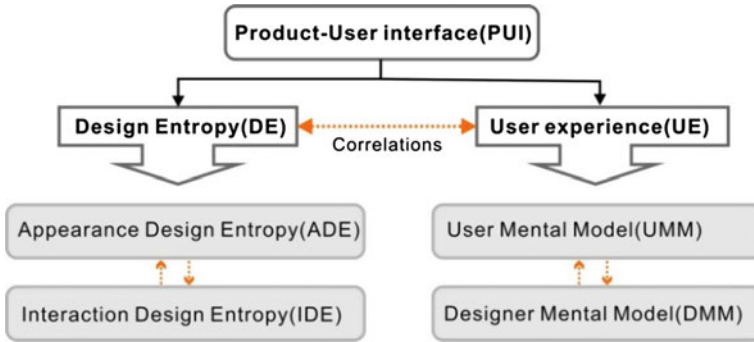 Product-User interface(PUI)
Design Entropy(DE)
User experience(UE)
Correlations
Appearance Design Entropy(ADE)
User Mental Model(UMM)
Interaction Design Entropy(IDE)
Designer Mental Model(DMM)